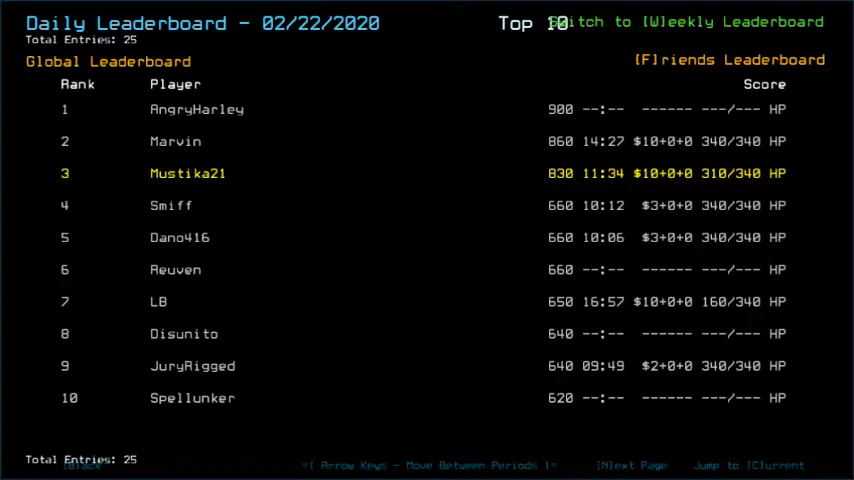 Daily Leaderboard - 02/22/2020 Top 10 Switch to [W]eekly Leaderboard
Total Entries: 25
Global Leaderboard [F]riends Leaderboard
Rank Player Score
1 AngryHarley 900 --:-- ------ ---/--- HP
2 Marvin 860 14:27 $10+0+0 340/340 HP
3 Mustika21 830 11:34 $10+0+0 310/340 HP
4 Smiff 660 10:12 $3+0+0 340/340 HP
5 Dano416 660 10:06 $3+0+0 340/340 HP
6 Reuven 660 --:-- ------ ---/--- HP
7 LB 650 16:57 $10+0+0 160/340 HP
8 Disunito 640 --:-- ------ ---/--- HP
9 JuryRigged 640 09:49 $2+0+0 340/340 HP
10 Spellunker 620 --:-- ------ ---/--- HP
Total Entries: 25
[B]ack [ Arrow Keys - Move Between Periods ] [N]ext Page Jump to [C]urrent